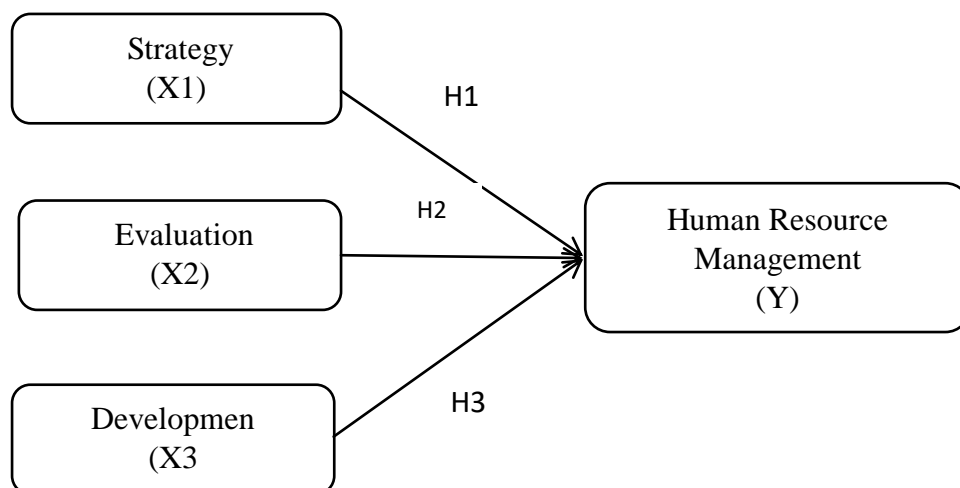 Strategy
(X1)
H1
Evaluation
(X2)
H2
Human Resource
Management
(Y)
Developmen
(X3
H3